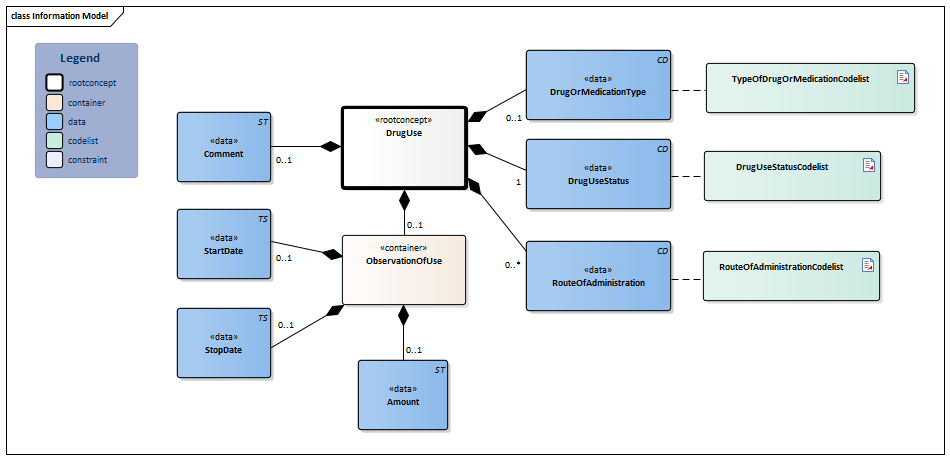 class Information Model
Legend
rootconcept
container
data
codelist
constraint
ST
«data»
Comment
0..1
«rootconcept»
DrugUse
CD
«data»
DrugOrMedicationType
0..1
TypeOfDrugOrMedicationCodelist
CD
«data»
DrugUseStatus
1
DrugUseStatusCodelist
CD
«data»
RouteOfAdministration
0..*
RouteOfAdministrationCodelist
0..1
«container»
ObservationOfUse
TS
«data»
StartDate
0..1
TS
«data»
StopDate
0..1
0..1
ST
«data»
Amount